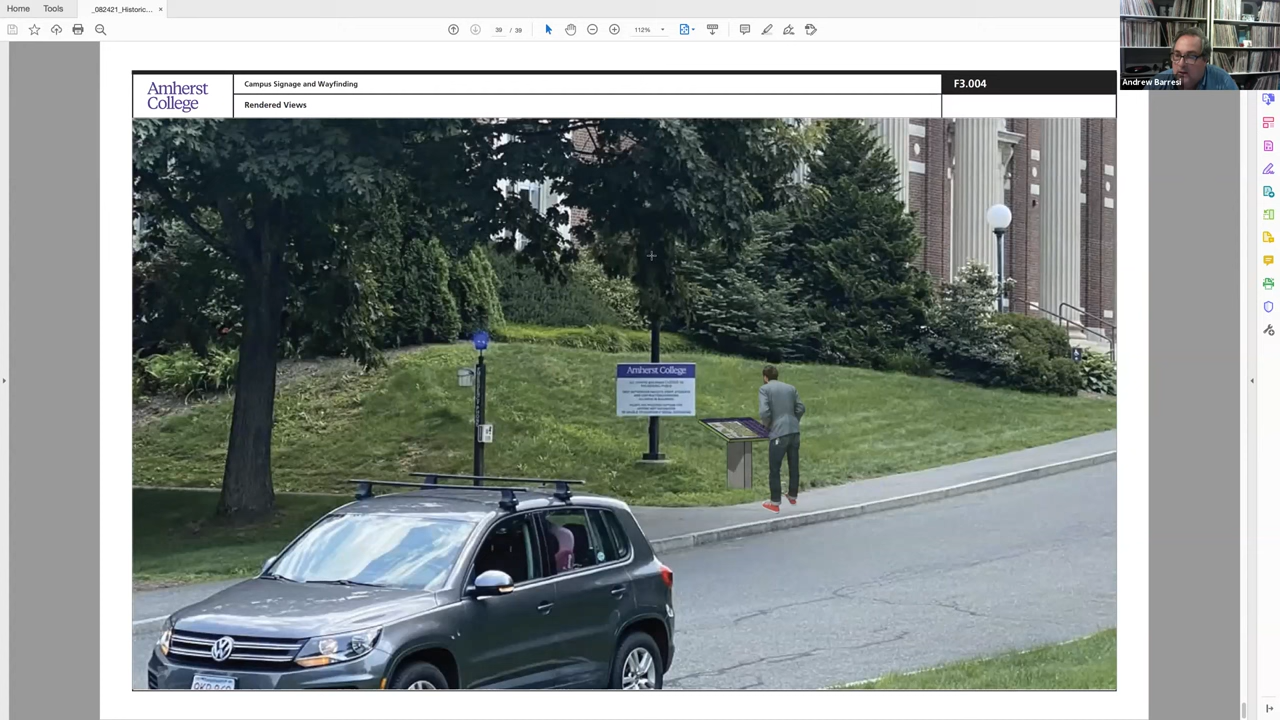 Home
Tools
_082421_Historic...
×
39 / 39
112%
Andrew Barresi
Amherst
College
Campus Signage and Wayfinding
Rendered Views
F3.004
Amherst College